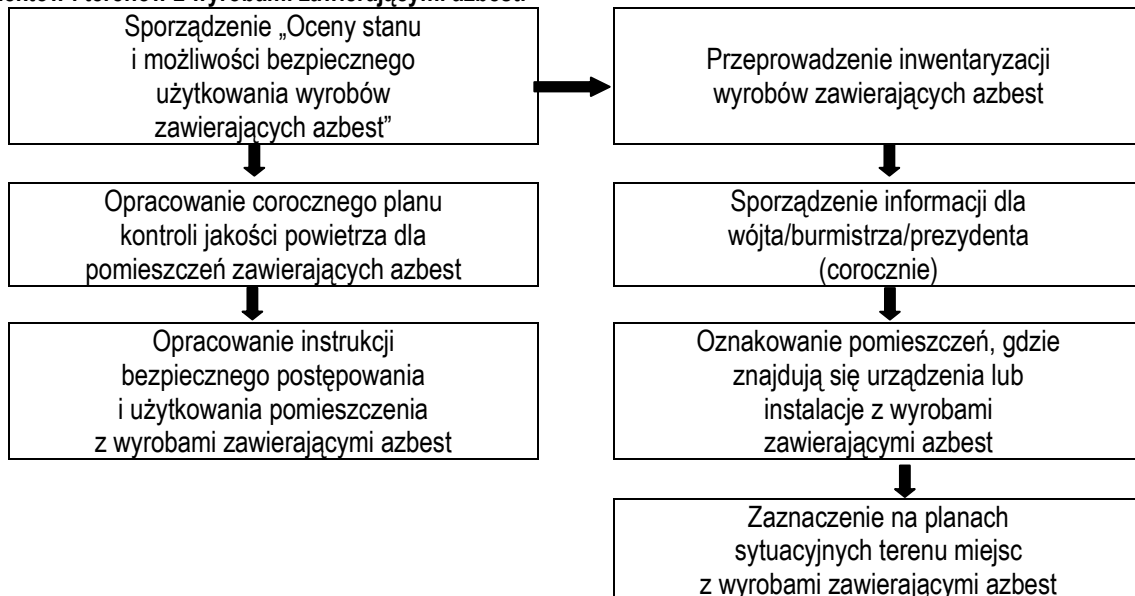 z wyrobami zawierającymi azbest.
Sporządzenie „Oceny stanu
i możliwości bezpiecznego
użytkowania wyrobów
zawierających azbest”
Przeprowadzenie inwentaryzacji
wyrobów zawierających azbest
Opracowanie corocznego planu
kontroli jakości powietrza dla
pomieszczeń zawierających azbest
Sporządzenie informacji dla
wójta/burmistrza/prezydenta
(corocznie)
Opracowanie instrukcji
bezpiecznego postępowania
i użytkowania pomieszczenia
z wyrobami zawierającymi azbest
Oznakowanie pomieszczeń, gdzie
znajdują się urządzenia lub
instalacje z wyrobami
zawierającymi azbest
Zaznaczenie na planach
sytuacyjnych terenu miejsc
z wyrobami zawierającymi azbest